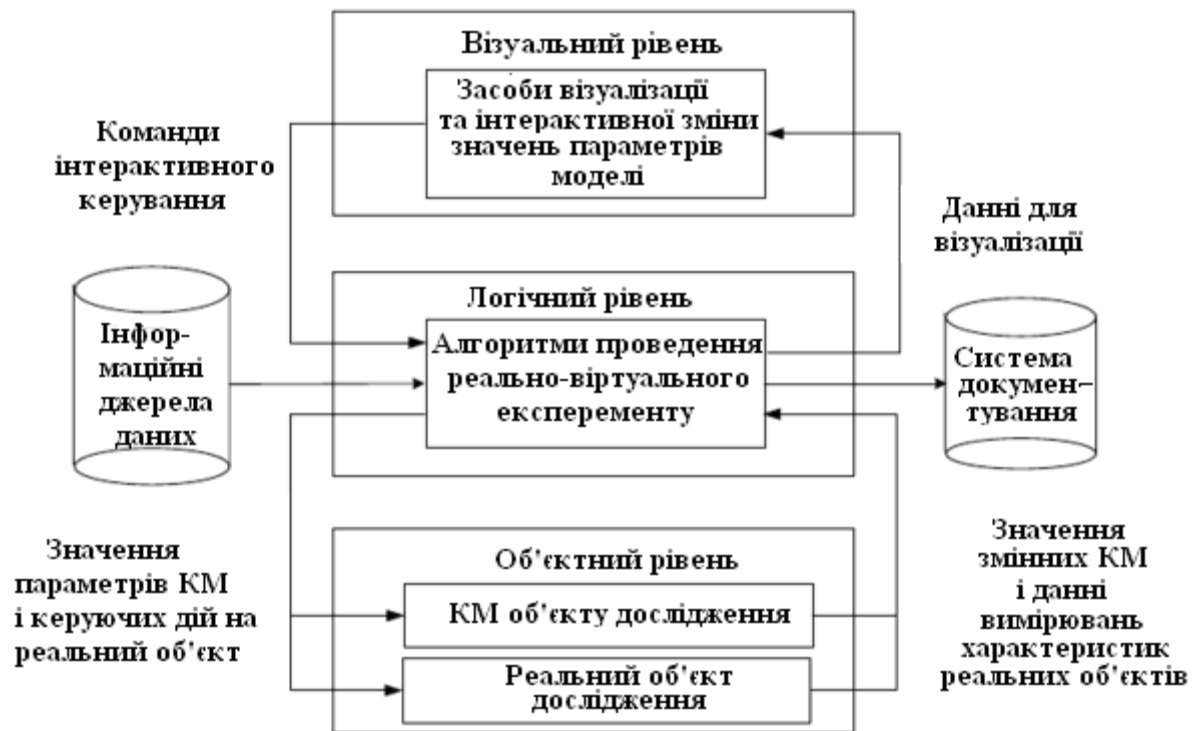 Візуальний рівень
Засоби візуалізації
та інтерактивної зміни
значень параметрів
моделі
Команди
інтерактивного
керування
Данні для
візуалізації
Логічний рівень
Алгоритми проведення
реально-віртуального
експеременту
Інфор-
маційні
джерела
даних
Система
докумен-
тування
Значення
параметрів КМ
і керуючих дій на
реальний об'єкт
Об'єктний рівень
КМ об'єкту дослідження
Реальний об'єкт
дослідження
Значення
змінних КМ
і данні
вимірювань
характеристик
реальних об'єктів